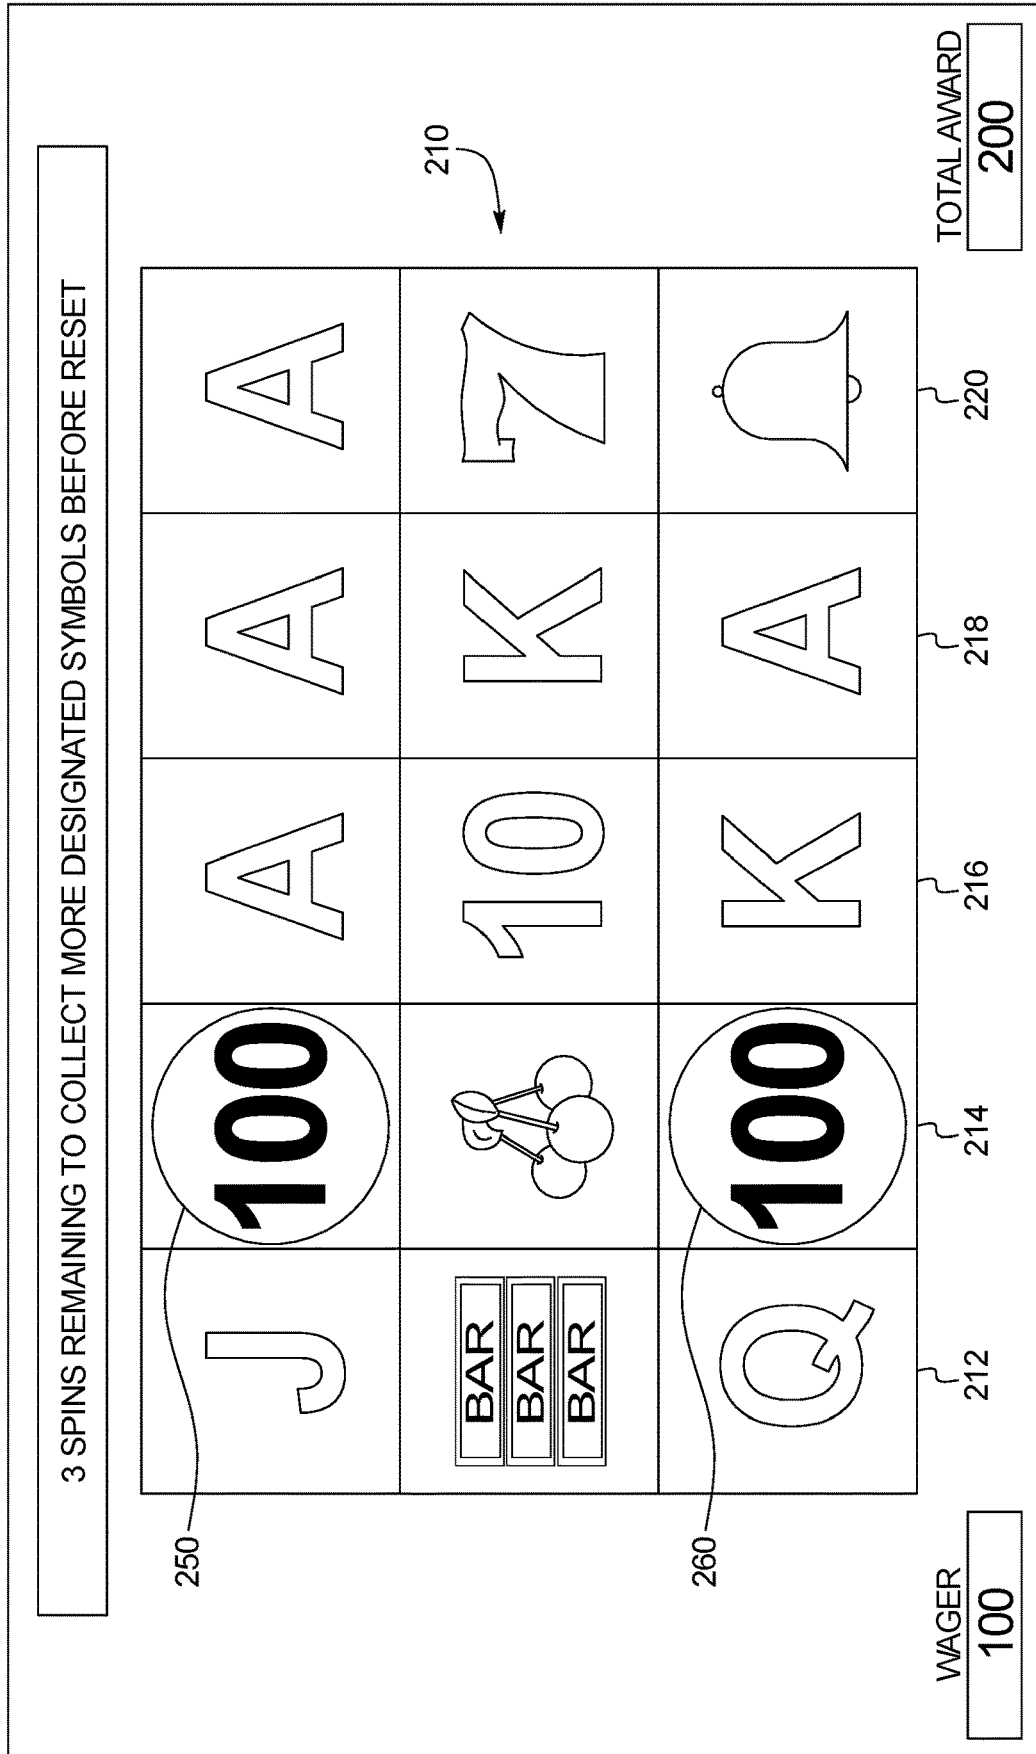 3 SPINS REMAINING TO COLLECT MORE DESIGNATED SYMBOLS BEFORE RESET
210
250
J 100 A A A
BAR
BAR
BAR
10 K 7
260
Q 100 K A
212 214 216 218 220
WAGER
100
TOTAL AWARD
200